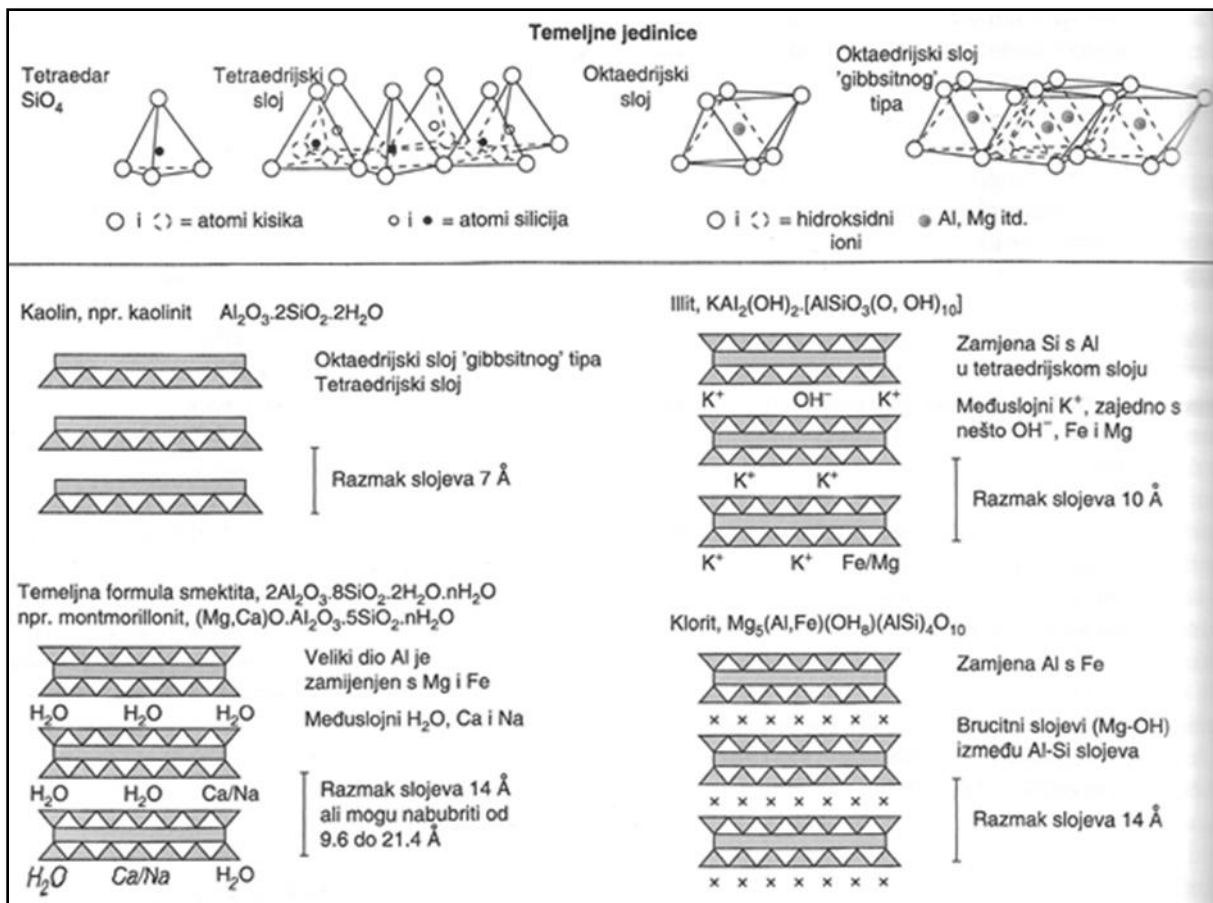 Temeljne jedinice
Tetraedar
SiO₄
Tetraedrijski
sloj
Oktaedrijski
sloj
Oktaedrijski sloj
'gibbsitnog'
tipa
i = atomi kisika
i = atomi silicija
i = hidroksidni
ioni
Al, Mg itd.
Kaolin, npr. kaolinit Al₂O₃.2SiO₂.2H₂O
Oktaedrijski sloj 'gibbsitnog' tipa
Tetraedrijski sloj
Razmak slojeva 7 Å
Temeljna formula smektita, 2Al₂O₃.8SiO₂.2H₂O.nH₂O
npr. montmorillonit, (Mg,Ca)O.Al₂O₃.5SiO₂.nH₂O
Veliki dio Al je
zamijenjen s Mg i Fe
H₂O H₂O H₂O
Međuslojni H₂O, Ca i Na
H₂O H₂O Ca/Na
Razmak slojeva 14 Å
ali mogu nabubriti od
9.6 do 21.4 Å
H₂O Ca/Na H₂O
Illit, KAl₂(OH)₂.[AlSiO₃(O, OH)₁₀]
Zamjena Si s Al
u tetraedrijskom sloju
K⁺ OH⁻ K⁺
Međuslojni K⁺, zajedno s
nešto OH⁻, Fe i Mg
K⁺ K⁺
Razmak slojeva 10 Å
K⁺ K⁺ Fe/Mg
Klorit, Mg₅(Al,Fe)(OH₈)(AlSi)₄O₁₀
Zamjena Al s Fe
Brucitni slojevi (Mg-OH)
između Al-Si slojeva
Razmak slojeva 14 Å